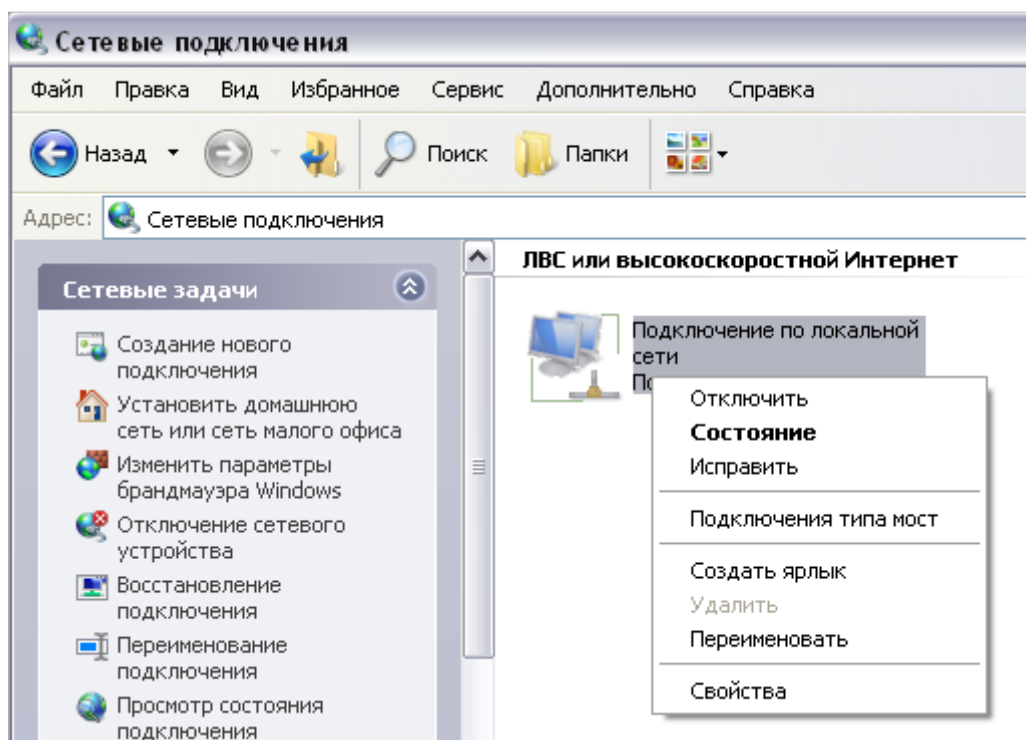 Сетевые подключения
Файл Правка Вид Избранное Сервис Дополнительно Справка
Назад Поиск Папки
Адрес: Сетевые подключения
Сетевые задачи
Создание нового
подключения
Установить домашнюю
сеть или сеть малого офиса
Изменить параметры
брандмауэра Windows
Отключение сетевого
устройства
Восстановление
подключения
Переименование
подключения
Просмотр состояния
подключения
ЛВС или высокоскоростной Интернет
Подключение по локальной
сети
Отключить
Состояние
Исправить
Подключения типа мост
Создать ярлык
Удалить
Переименовать
Свойства